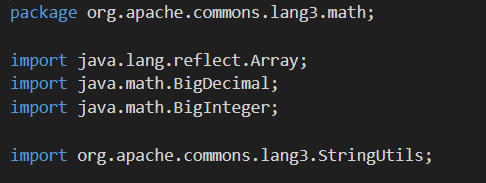 package org.apache.commons.lang3.math;
import java.lang.reflect.Array;
import java.math.BigDecimal;
import java.math.BigInteger;
import org.apache.commons.lang3.StringUtils;